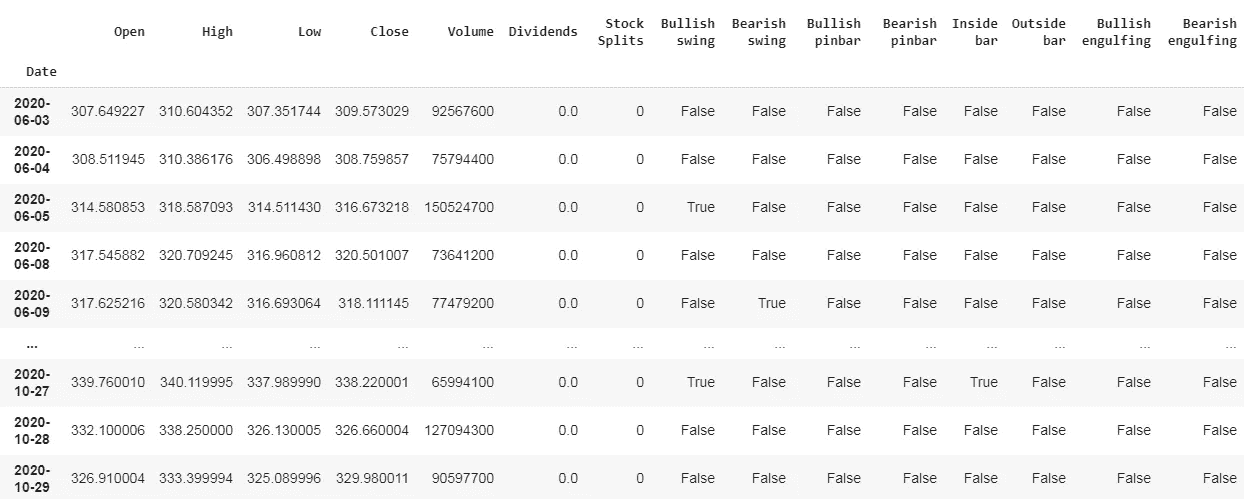 Open High Low Close Volume Dividends Stock Splits Bullish swing Bearish swing Bullish pinbar Bearish pinbar Inside bar Outside bar Bullish engulfing Bearish engulfing
Date
2020-06-03 307.649227 310.604352 307.351744 309.573029 92567600 0.0 0 False False False False False False False False
2020-06-04 308.511945 310.386176 306.498898 308.759857 75794400 0.0 0 False False False False False False False False
2020-06-05 314.580853 318.587093 314.511430 316.673218 150524700 0.0 0 True False False False False False False False
2020-06-08 317.545882 320.709245 316.960812 320.501007 73641200 0.0 0 False False False False False False False False
2020-06-09 317.625216 320.580342 316.693064 318.111145 77479200 0.0 0 False True False False False False False False
... ... ... ... ... ... ... ... ... ... ... ... ... ... ... ...
2020-10-27 339.760010 340.119995 337.989990 338.220001 65994100 0.0 0 True False False False True False False False
2020-10-28 332.100006 338.250000 326.130005 326.660004 127094300 0.0 0 False False False False False False False False
2020-10-29 326.910004 333.399994 325.089996 329.980011 90597700 0.0 0 False False False False False False False False